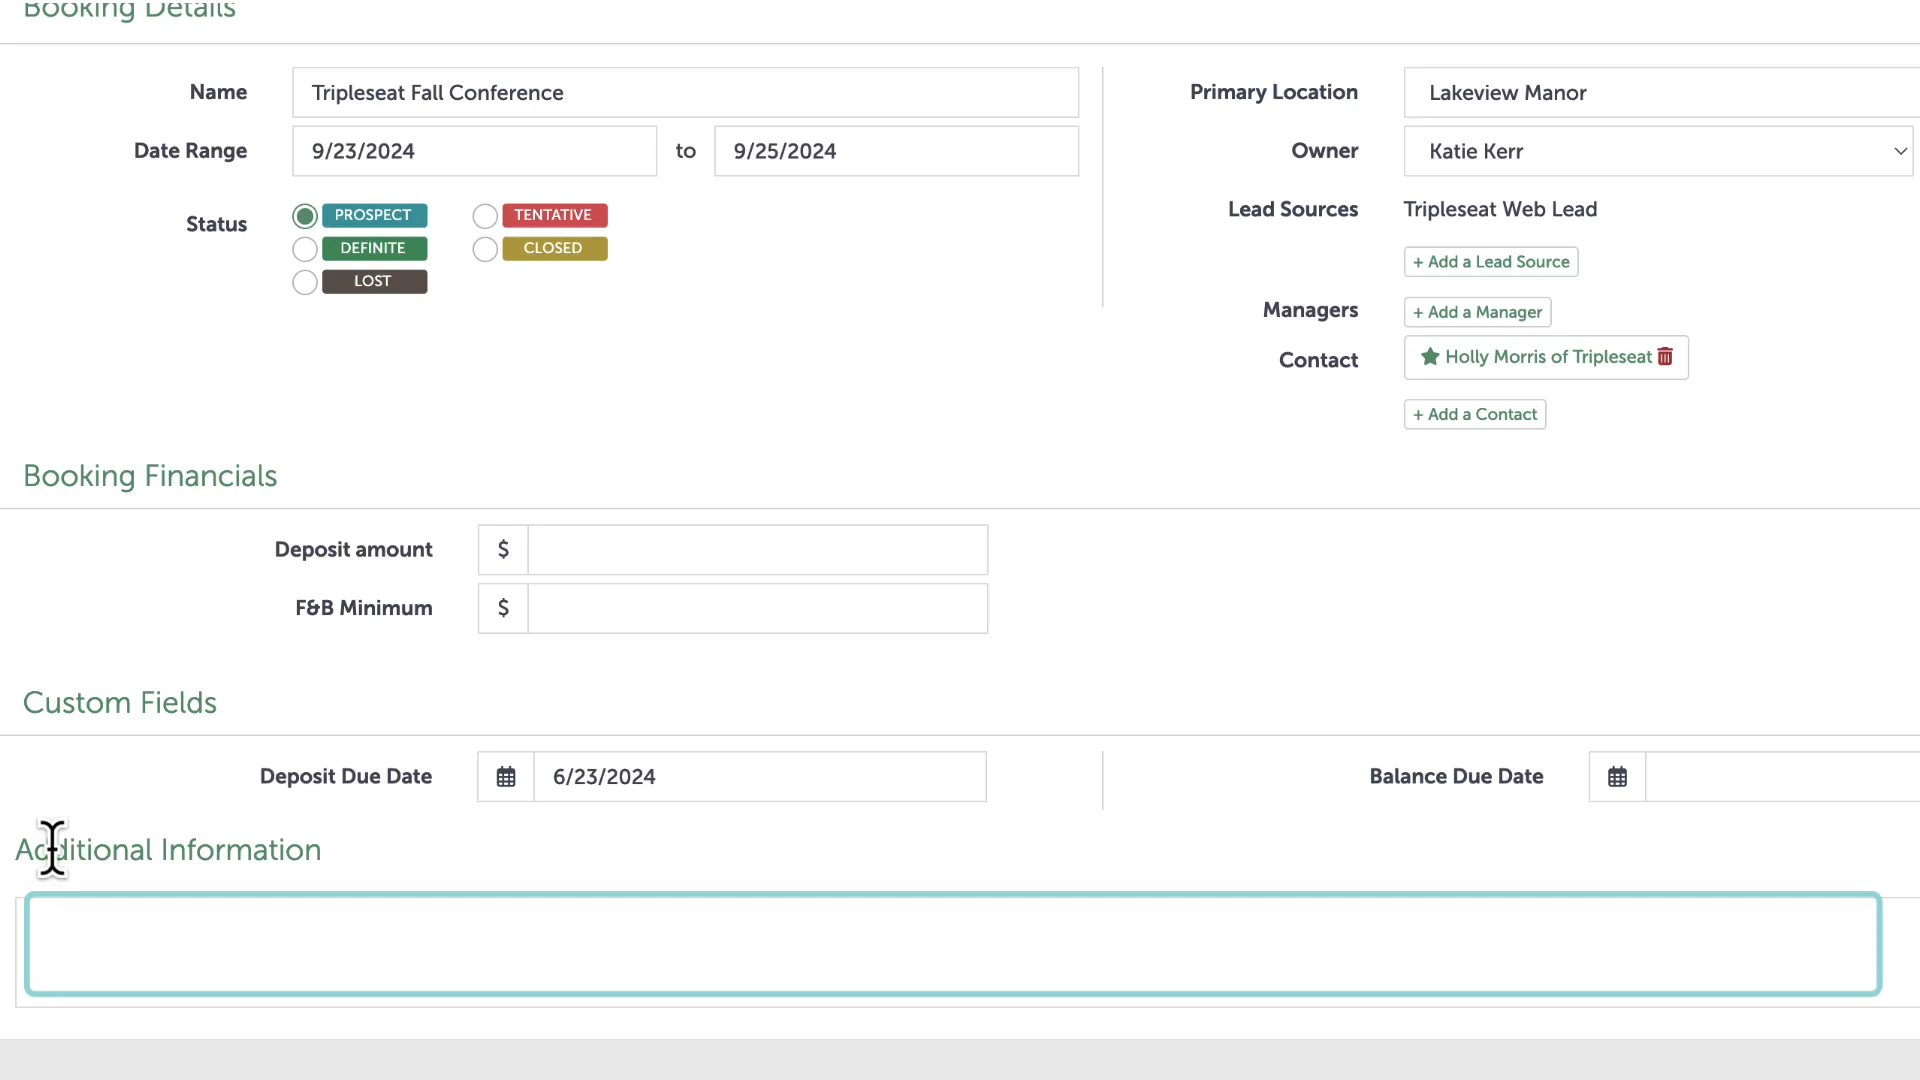 Booking Details
Name
Tripleseat Fall Conference
Date Range
9/23/2024
to
9/25/2024
Status
PROSPECT
TENTATIVE
DEFINITE
CLOSED
LOST
Primary Location
Lakeview Manor
Owner
Katie Kerr
Lead Sources
Tripleseat Web Lead
+ Add a Lead Source
Managers
+ Add a Manager
Contact
Holly Morris of Tripleseat
+ Add a Contact
Booking Financials
Deposit amount
$
F&B Minimum
$
Custom Fields
Deposit Due Date
6/23/2024
Balance Due Date
Additional Information